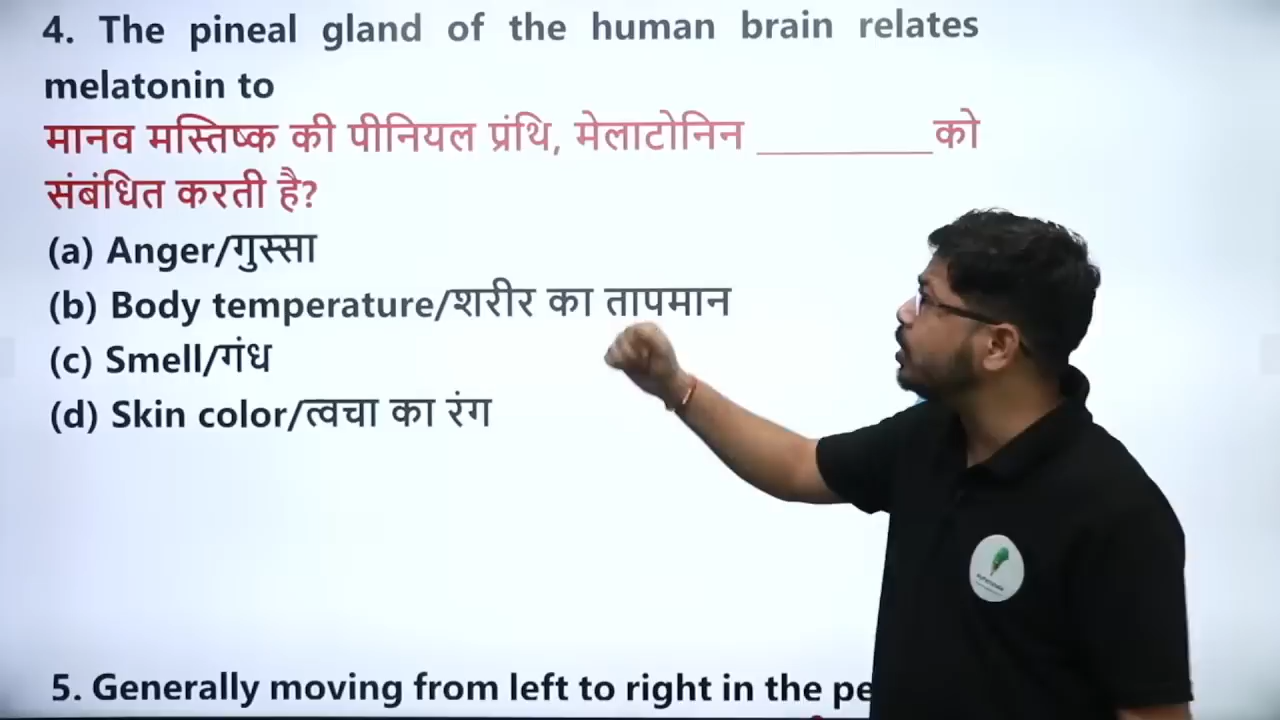 4. The pineal gland of the human brain relates
melatonin to
मानव मस्तिष्क की पीनियल प्रंथि, मेलाटोनिन __________को
संबंधित करती है?
(a) Anger/गुस्सा
(b) Body temperature/शरीर का तापमान
(c) Smell/गंध
(d) Skin color/त्वचा का रंग
5. Generally moving from left to right in the pe